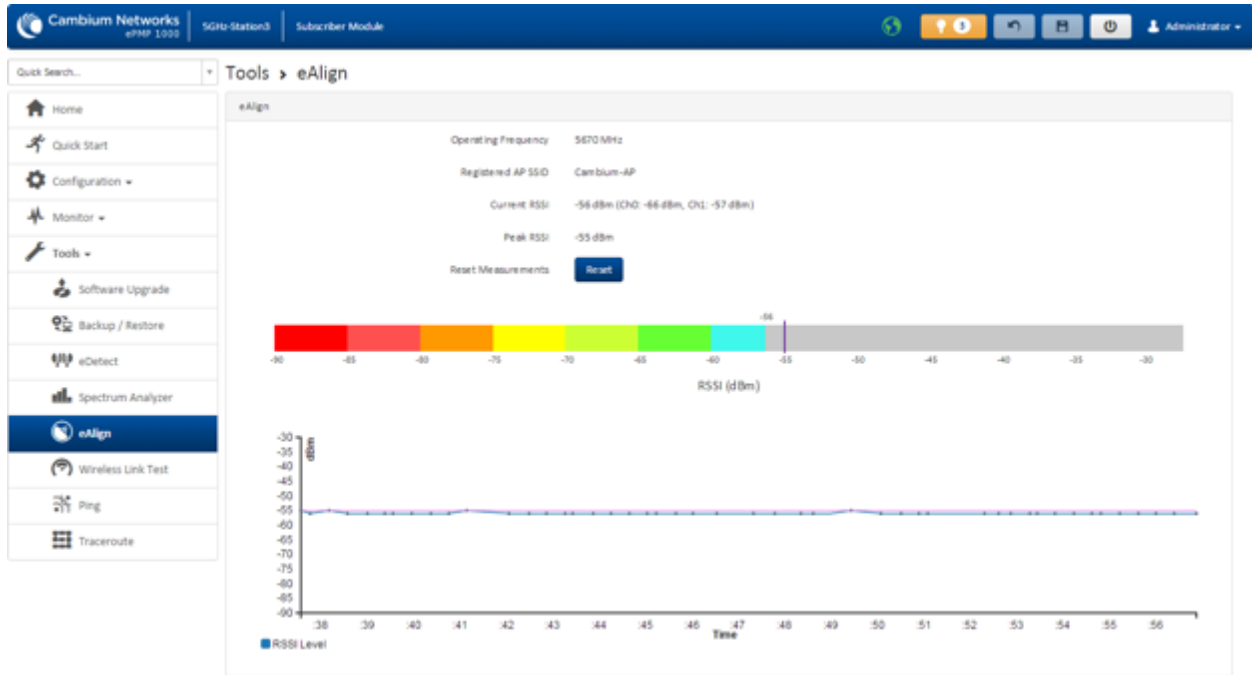 Cambium Networks
ePMP 1000
5GHz-Station3
Subscriber Module
3
Administrator
Quick Search...
Tools > eAlign
Home
Quick Start
Configuration
Monitor
Tools
Software Upgrade
Backup / Restore
eDetect
Spectrum Analyzer
eAlign
Wireless Link Test
Ping
Traceroute
eAlign
Operating Frequency 5670 MHz
Registered AP SSID Cambium-AP
Current RSSI -56 dBm (Ch0: -66 dBm, Ch1: -57 dBm)
Peak RSSI -55 dBm
Reset Measurements Reset
-56
-90 -85 -80 -75 -70 -65 -60 -55 -50 -45 -40 -35 -30
RSSI (dBm)
dBm
-30
-35
-40
-45
-50
-55
-60
-65
-70
-75
-80
-85
-90
:38 :39 :40 :41 :42 :43 :44 :45 :46 :47 :48 :49 :50 :51 :52 :53 :54 :55 :56
Time
RSSI Level